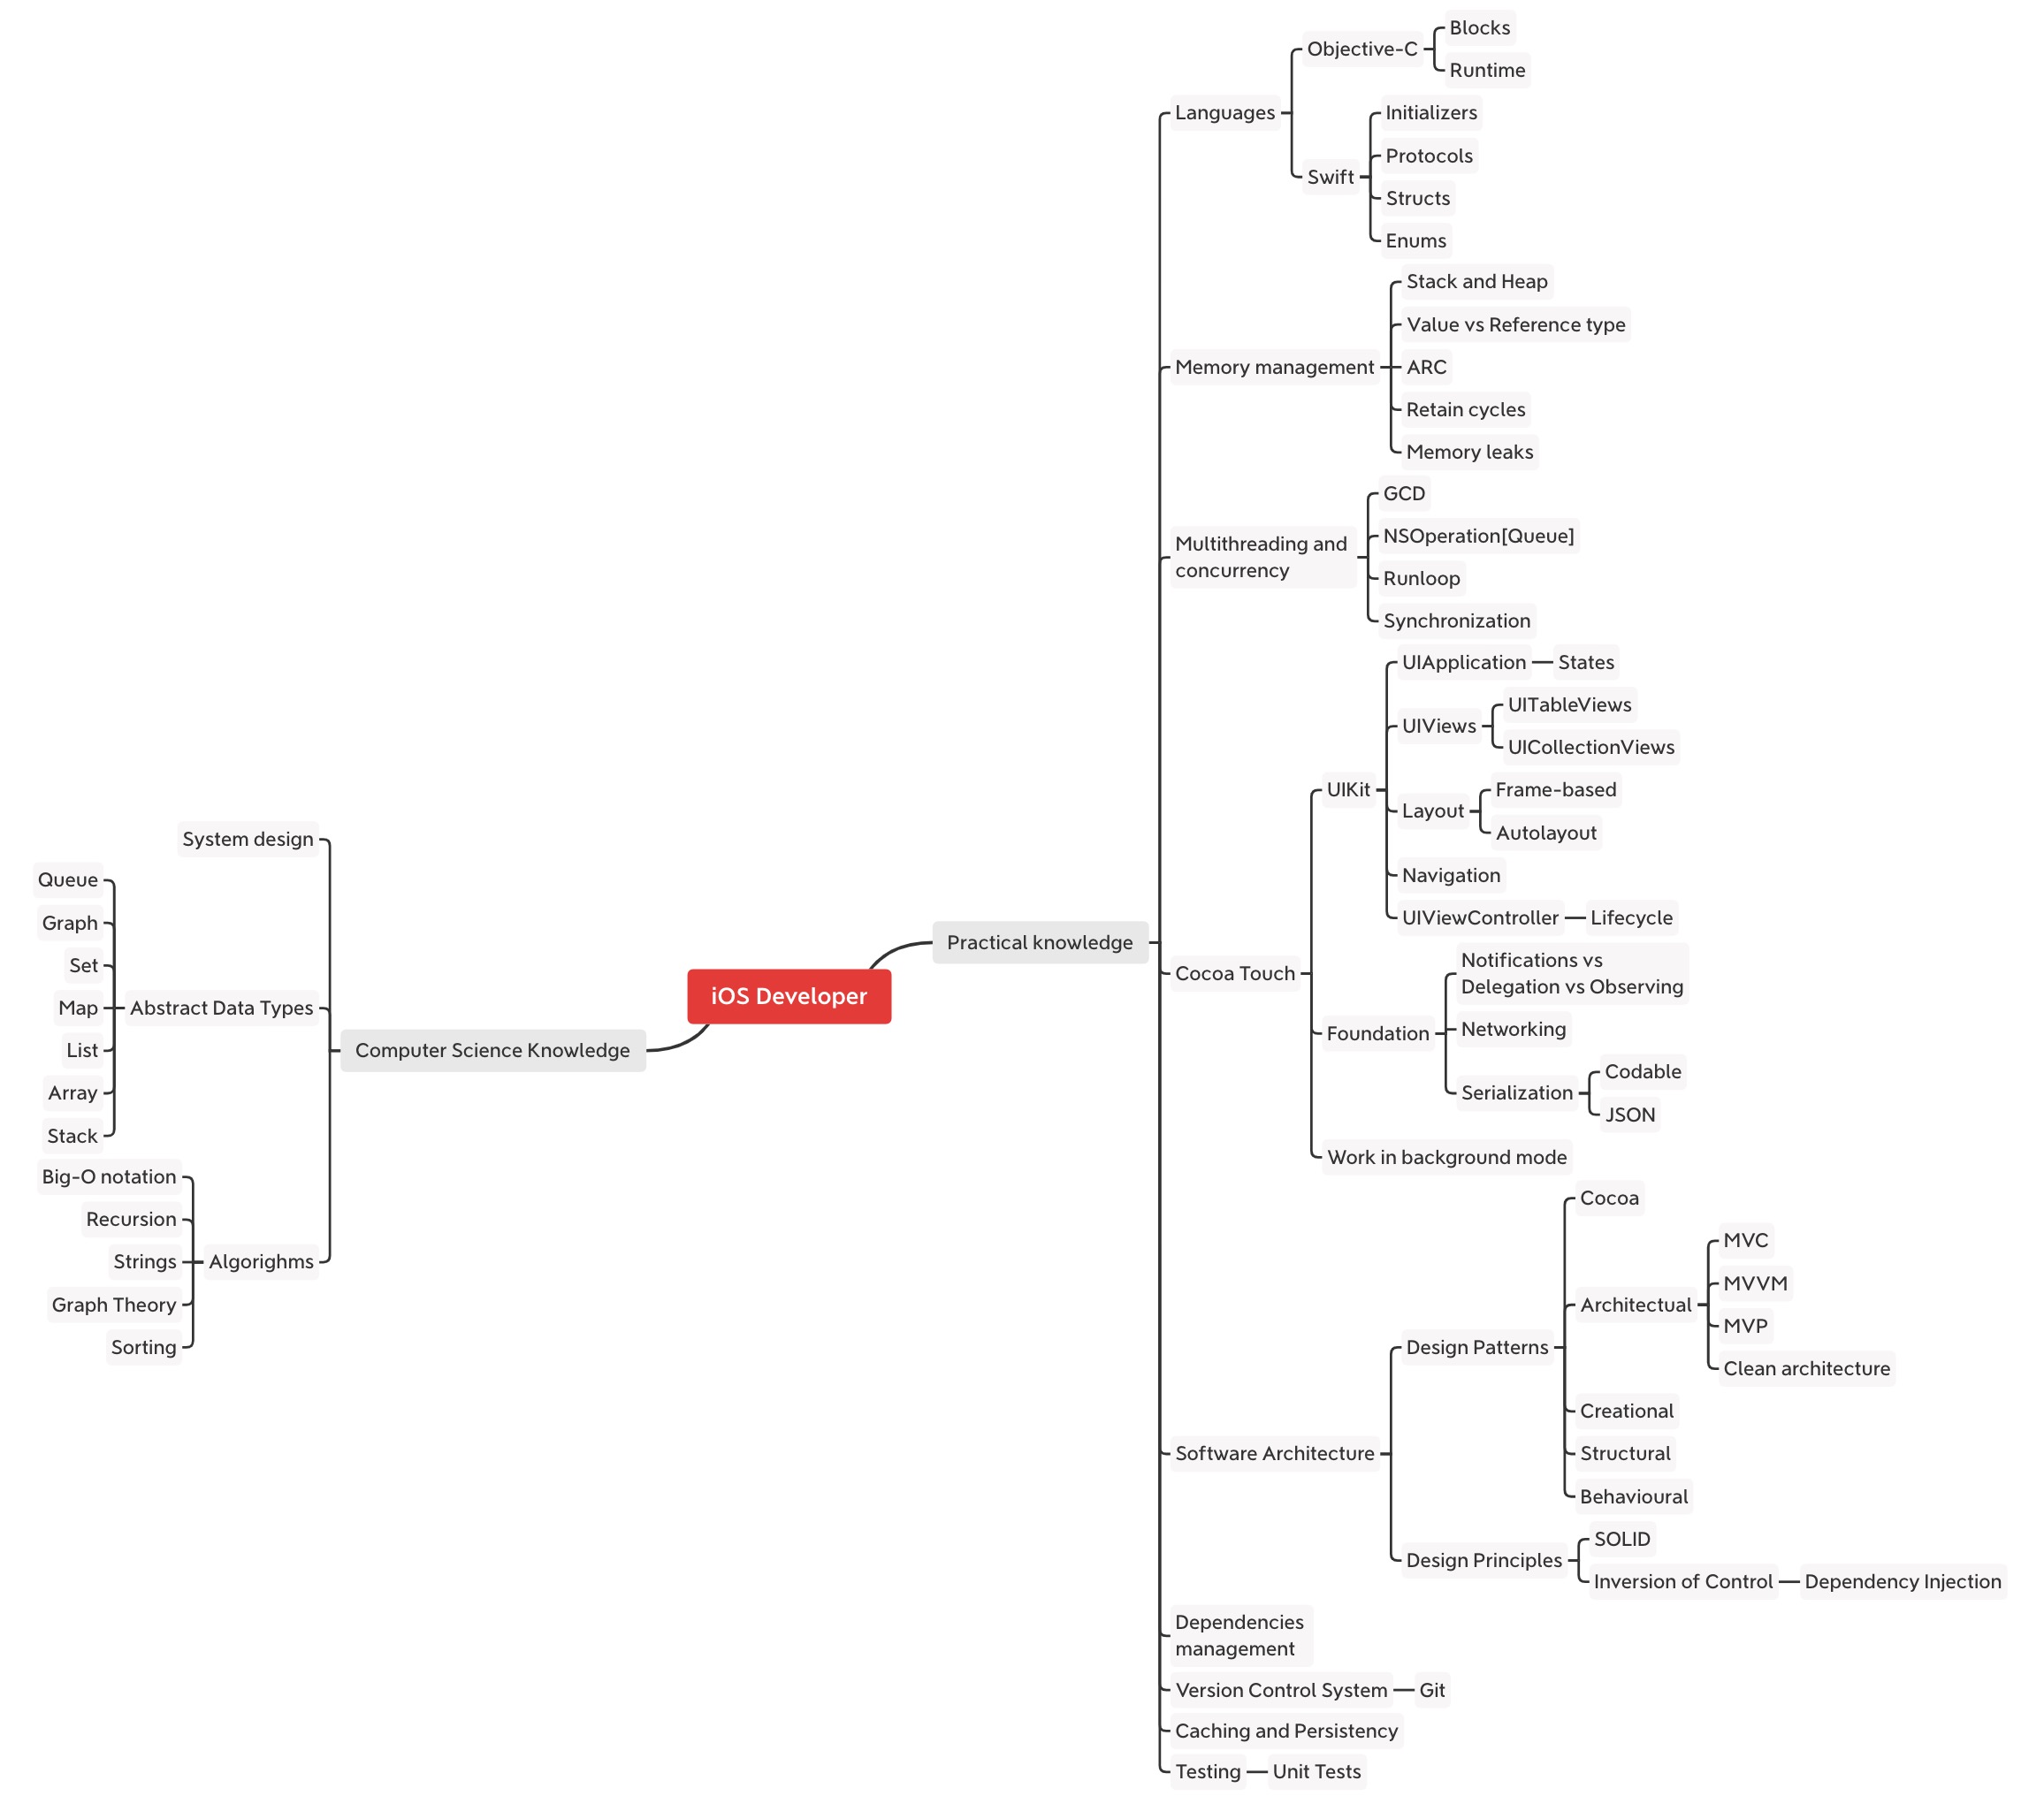 iOS Developer
Practical knowledge
Languages
Objective-C
Blocks
Runtime
Swift
Initializers
Protocols
Structs
Enums
Memory management
Stack and Heap
Value vs Reference type
ARC
Retain cycles
Memory leaks
Multithreading and
concurrency
GCD
NSOperation[Queue]
Runloop
Synchronization
Cocoa Touch
UIKit
UIApplication
States
UIViews
UITableViews
UICollectionViews
Layout
Frame-based
Autolayout
Navigation
UIViewController
Lifecycle
Foundation
Notifications vs
Delegation vs Observing
Networking
Serialization
Codable
JSON
Work in background mode
Software Architecture
Design Patterns
Cocoa
Architectual
MVC
MVVM
MVP
Clean architecture
Creational
Structural
Behavioural
Design Principles
SOLID
Inversion of Control
Dependency Injection
Dependencies
management
Version Control System
Git
Caching and Persistency
Testing
Unit Tests
Computer Science Knowledge
System design
Abstract Data Types
Queue
Graph
Set
Map
List
Array
Stack
Algorighms
Big-O notation
Recursion
Strings
Graph Theory
Sorting